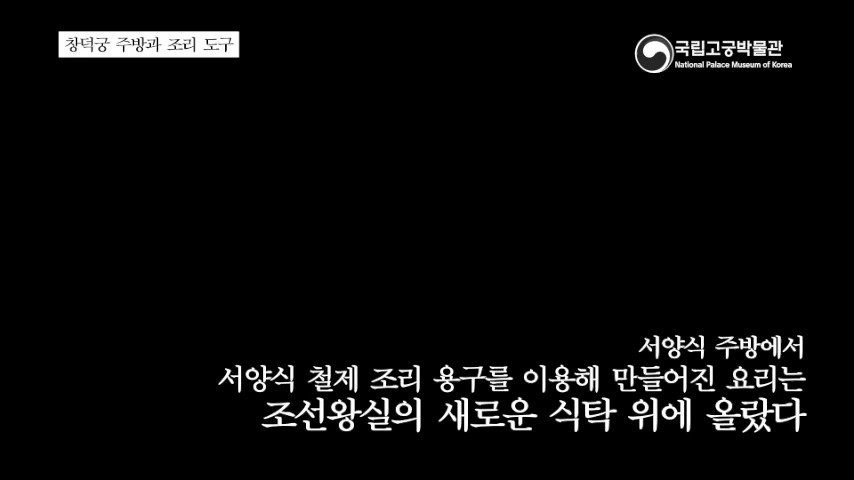 창덕궁 주방과 조리 도구
국립고궁박물관
National Palace Museum of Korea
서양식 주방에서
서양식 철제 조리 용구를 이용해 만들어진 요리는
조선왕실의 새로운 식탁 위에 올랐다